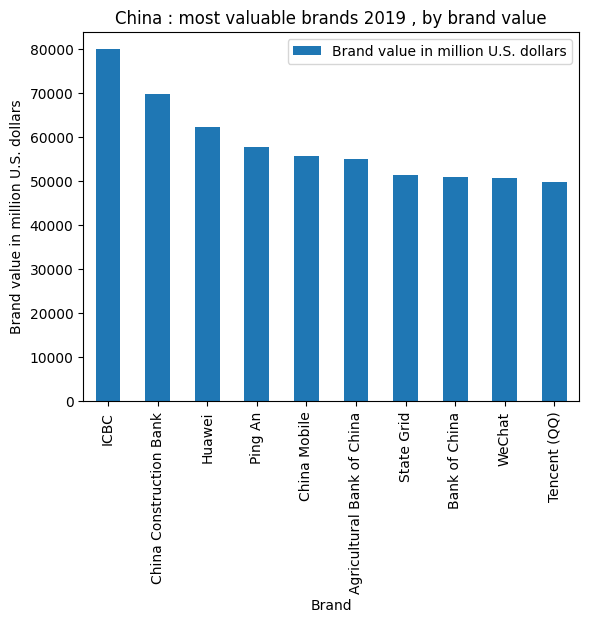 China : most valuable brands 2019 , by brand value
Brand value in million U.S. dollars
Brand value in million U.S. dollars
80000
70000
60000
50000
40000
30000
20000
10000
0
ICBC
China Construction Bank
Huawei
Ping An
China Mobile
Agricultural Bank of China
State Grid
Bank of China
WeChat
Tencent (QQ)
Brand